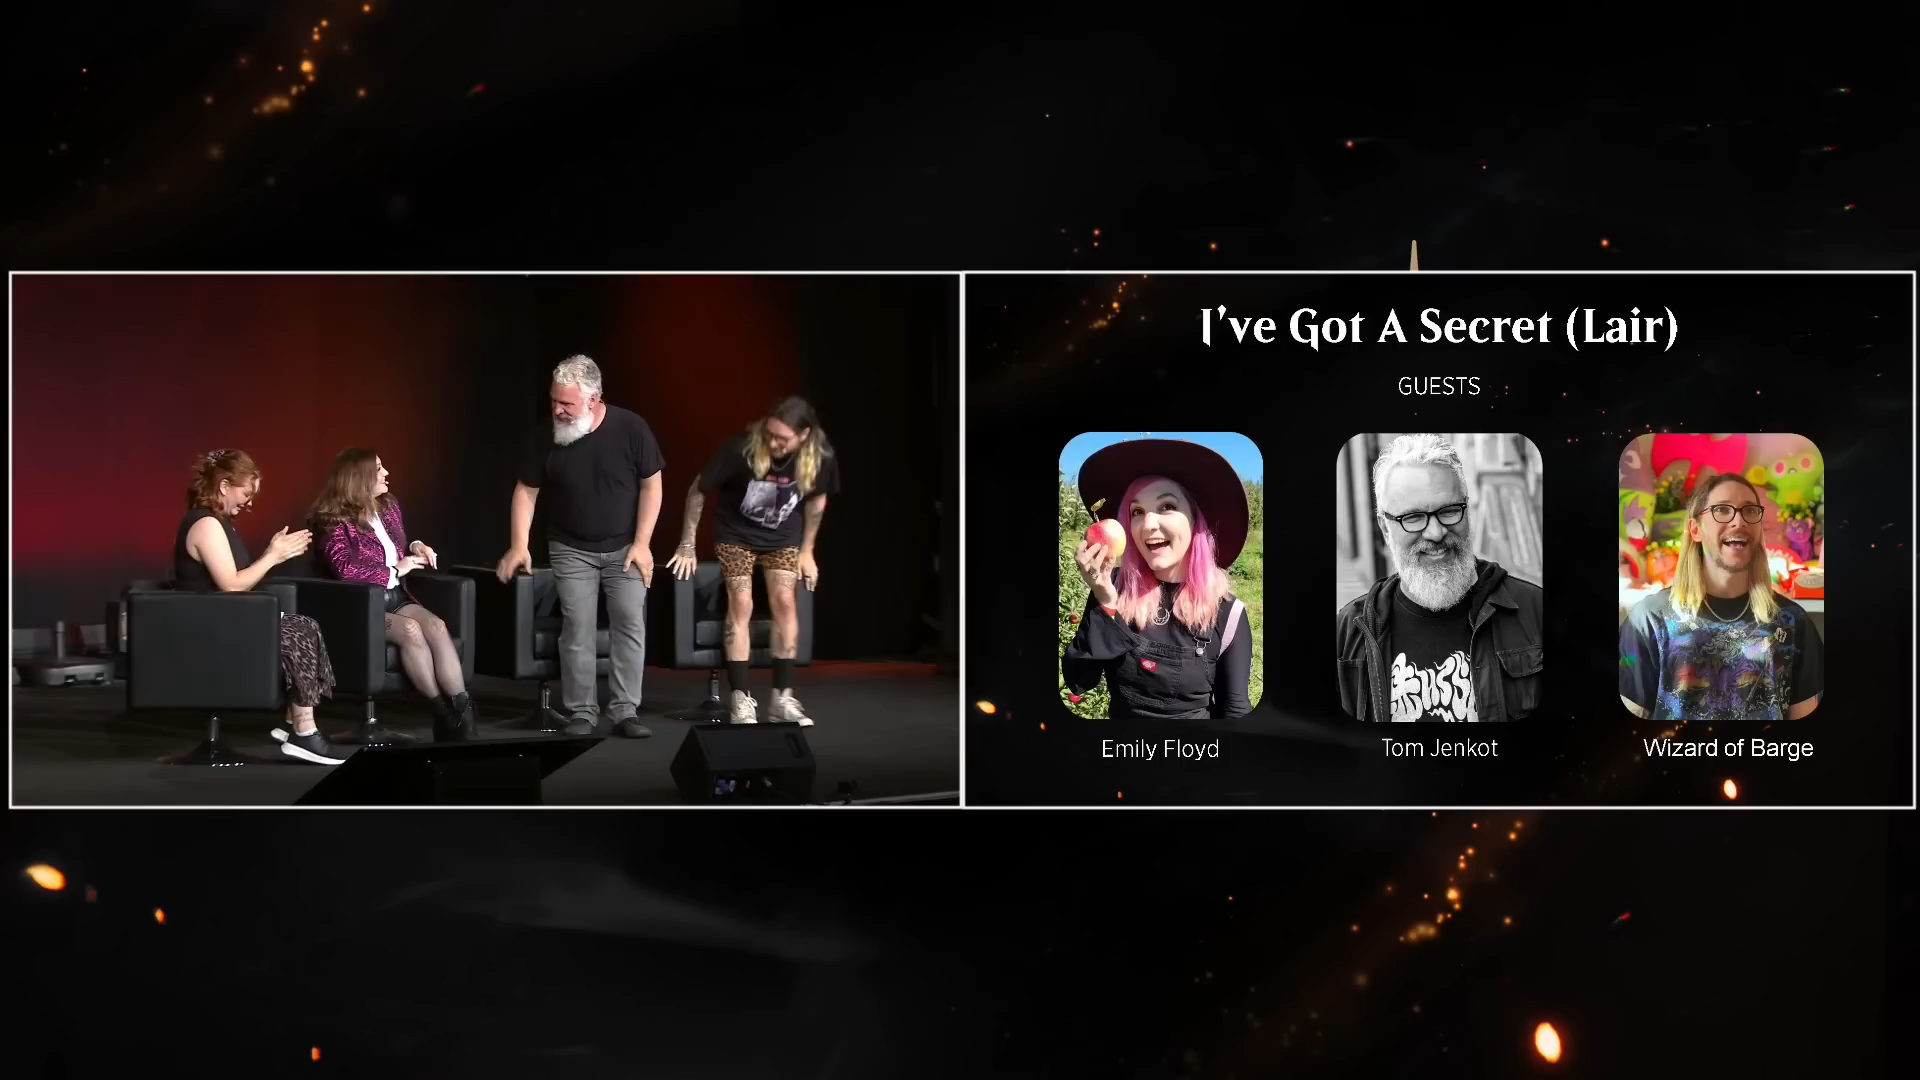 I've Got A Secret (Lair)
GUESTS
Emily Floyd
Tom Jenkot
Wizard of Barge